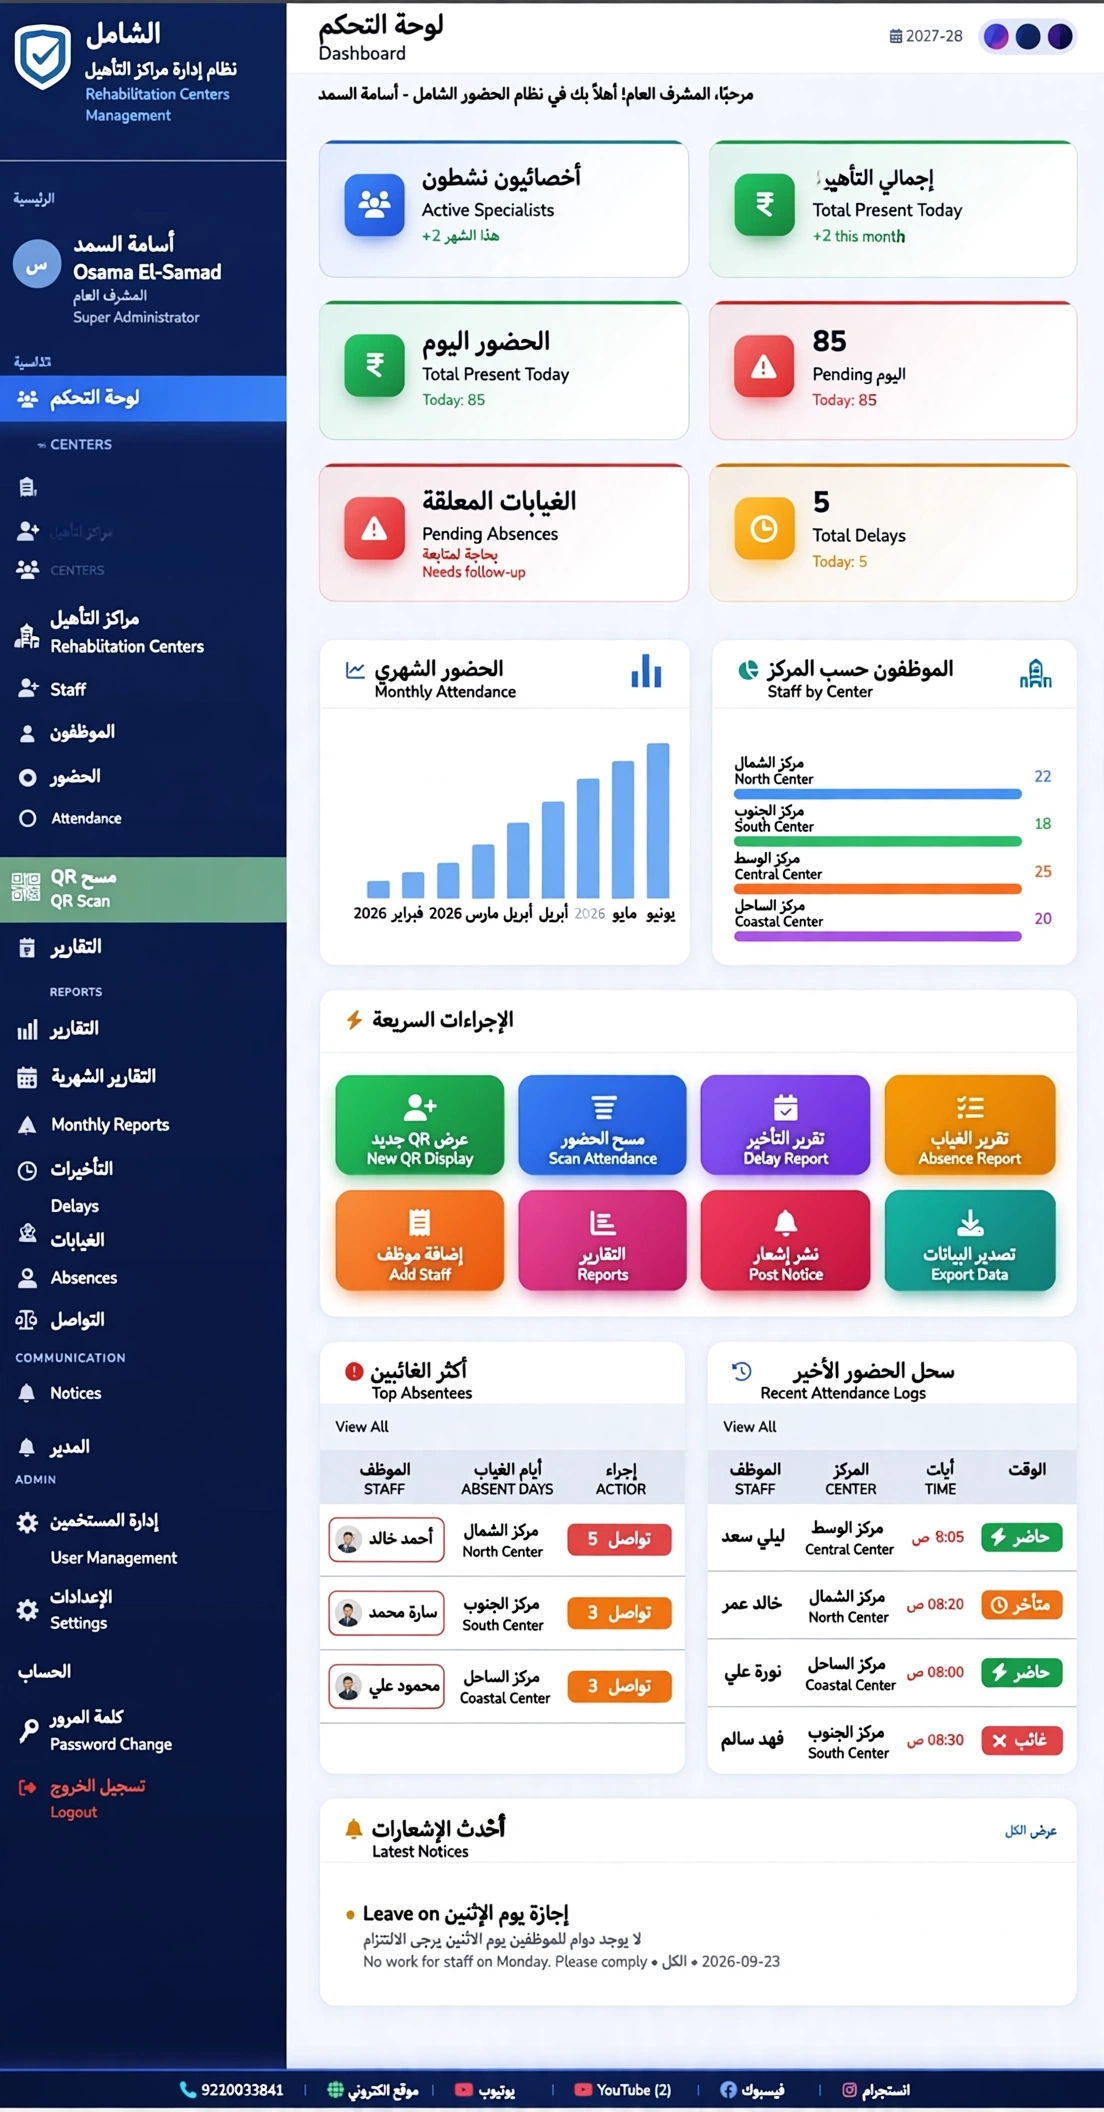 الشامل
نظام إدارة مراكز التأهيل
Rehabilitation Centers
Management
الرئيسية
س
أسامة السمد
Osama El-Samad
المشرف العام
Super Administrator
لوحة التحكم
CENTERS
مراكز لتأهيل
CENTERS
مراكز التأهيل
Rehablitation Centers
Staff
الموظفون
الحضور
Attendance
مسح QR
QR Scan
التقارير
REPORTS
التقارير
التقارير الشهرية
Monthly Reports
التأخيرات
Delays
الغيابات
Absences
التواصل
COMMUNICATION
Notices
المدير
ADMIN
إدارة المستخمين
User Management
الإعدادات
Settings
الحساب
كلمة المرور
Password Change
تسجيل الخروج
Logout
لوحة التحكم
Dashboard
2027-28
مرحبًا، المشرف العام! أهلاً بك في نظام الحضور الشامل - أسامة السمد
أخصائيون نشطون
Active Specialists
+2 هذا الشهر
إجمالي
Total Present Today
+2 this month
الحضور اليوم
Total Present Today
Today: 85
85
Pending اليوم
Today: 85
الغيابات المعلقة
Pending Absences
بحاجة لمتابعة
Needs follow-up
5
Total Delays
Today: 5
الحضور الشهري
Monthly Attendance
2026 فبراير 2026 مارس أبريل أبريل 2026 مايو يونيو
الموظفون حسب المركز
Staff by Center
مركز الشمال
North Center
22
مركز الجنوب
South Center
18
مركز الوسط
Central Center
25
مركز الساحل
Coastal Center
20
الإجراءات السريعة
عرض QR جديد
New QR Display
مسح الحضور
Scan Attendance
تقرير التأخير
Delay Report
تقرير الغياب
Absence Report
إضافة موظف
Add Staff
التقارير
Reports
نشر إشعار
Post Notice
تصدير البيانات
Export Data
أكثر الغائبين
Top Absentees
View All
الموظف أيام الغياب إجراء
STAFF ABSENT DAYS ACTIOR
أحمد خالد
مركز الشمال
North Center
5 تواصل
سارة محمد
مركز الجنوب
South Center
3 تواصل
محمود علي
مركز الساحل
Coastal Center
3 تواصل
سحل الحضور الأخير
Recent Attendance Logs
View All
الموظف المركز أيات الوقت
STAFF CENTER TIME
ليلي سعد
مركز الوسط
Central Center
8:05 ص
حاضر
خالد عمر
مركز الشمال
North Center
08:20 ص
متأخر
نورة علي
مركز الساحل
Coastal Center
08:00 ص
حاضر
فهد سالم
مركز الجنوب
South Center
08:30 ص
غائب
أحْدث الإشعارات
Latest Notices
عرض الكل
Leave on إجازة يوم الإثنين
لا يوجد دوام للموظفين يوم الاثنين يرجى الالتزام
No work for staff on Monday. Please comply • الكل • 2026-09-23
9220033841
موقع الكتروني
يوتيوب
YouTube (2)
فيسبوك
انستجرام